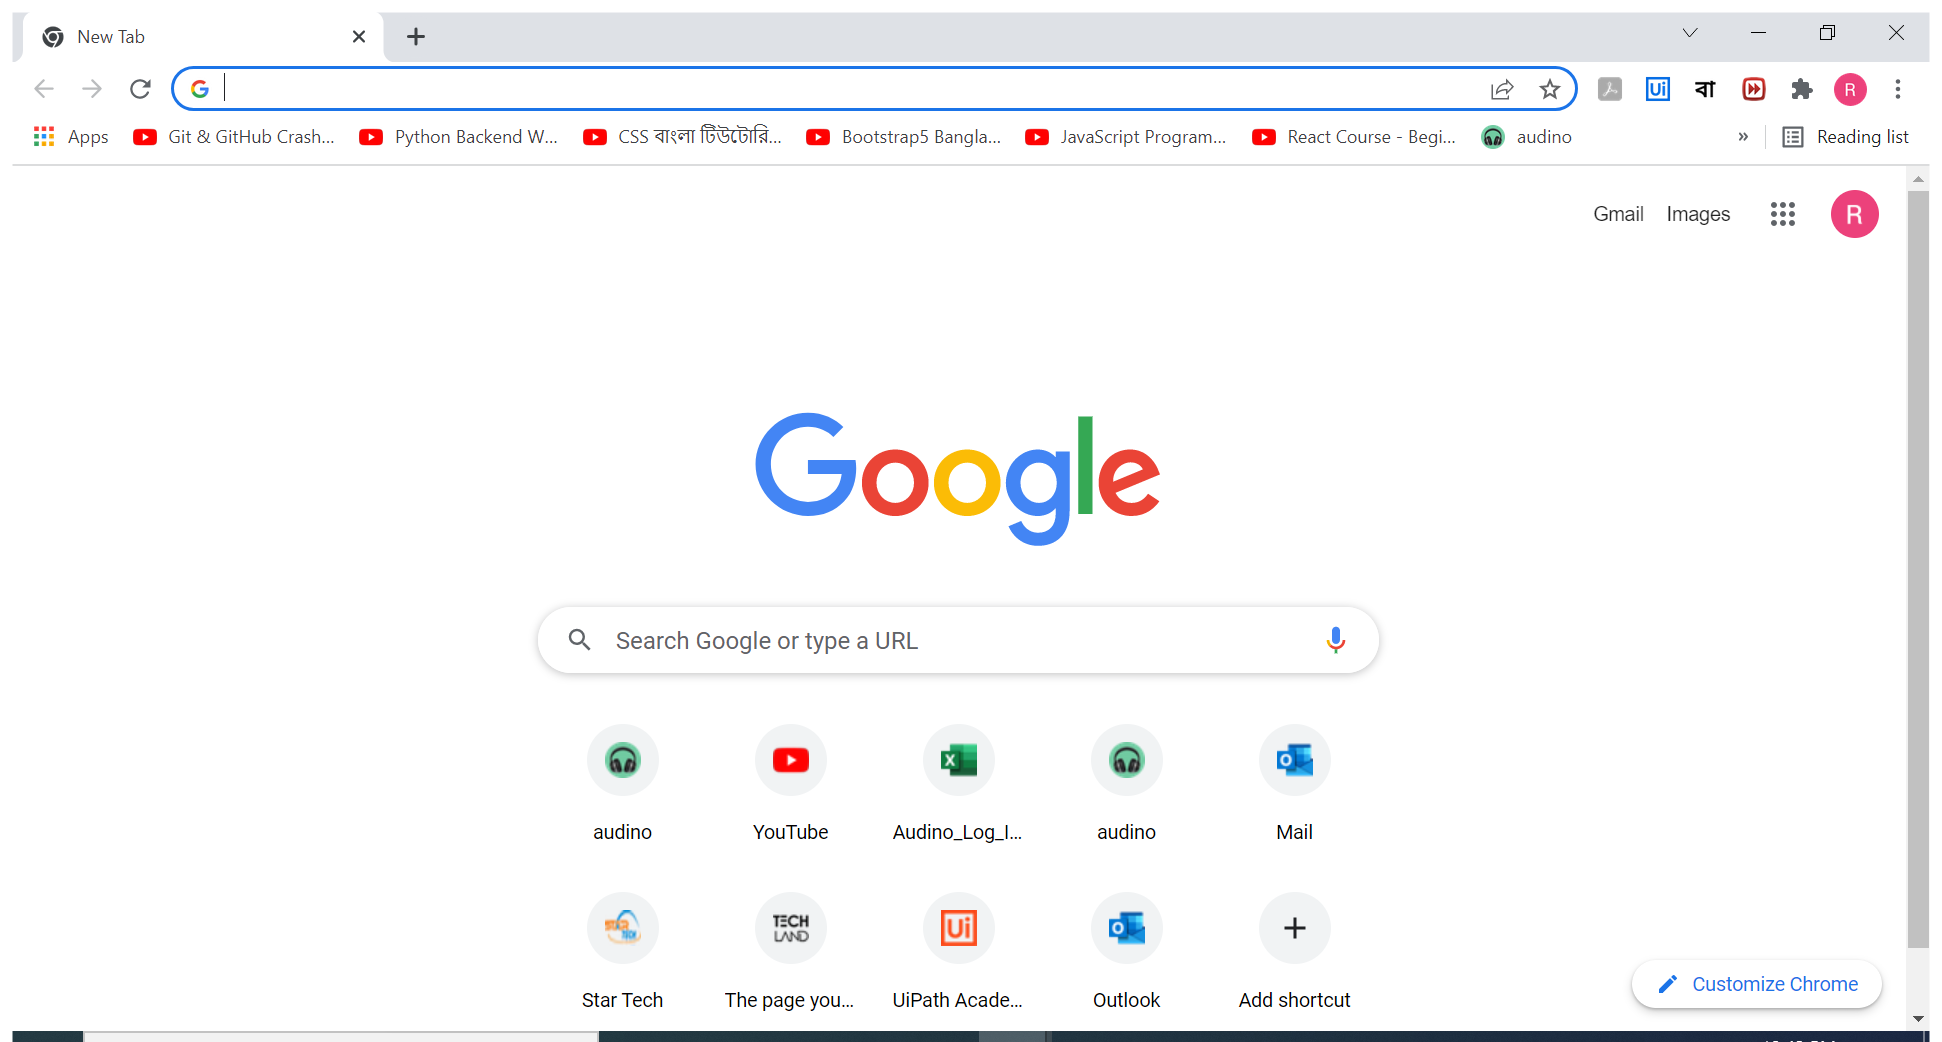 New Tab
Apps Git & GitHub Crash... Python Backend W... CSS বাংলা টিউটোরি... Bootstrap5 Bangla... JavaScript Program... React Course - Begi... audino » Reading list
Gmail Images R
Google
Search Google or type a URL
audino YouTube Audino_Log_I... audino Mail
Star Tech The page you... UiPath Acade... Outlook Add shortcut
Customize Chrome